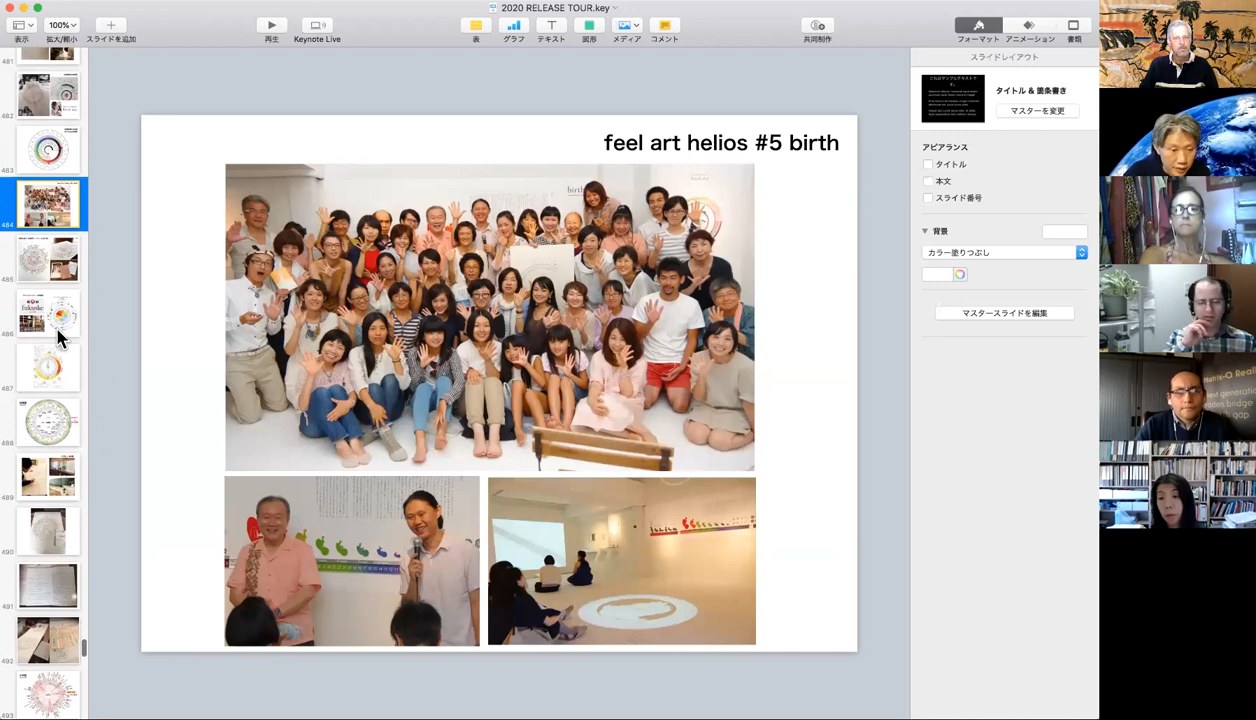 2020 RELEASE TOUR.key
100%
表示
拡大/縮小
スライドを追加
再生
Keynote Live
表
グラフ
テキスト
図形
メディア
コメント
共同制作
フォーマット
アニメーション
書類
スライドレイアウト
タイトル & 箇条書き
マスターを変更
アピアランス
タイトル
本文
スライド番号
背景
カラー塗りつぶし
マスタースライドを編集
feel art helios #5 birth
birth
481
482
483
484
485
486
487
488
489
490
491
492
493